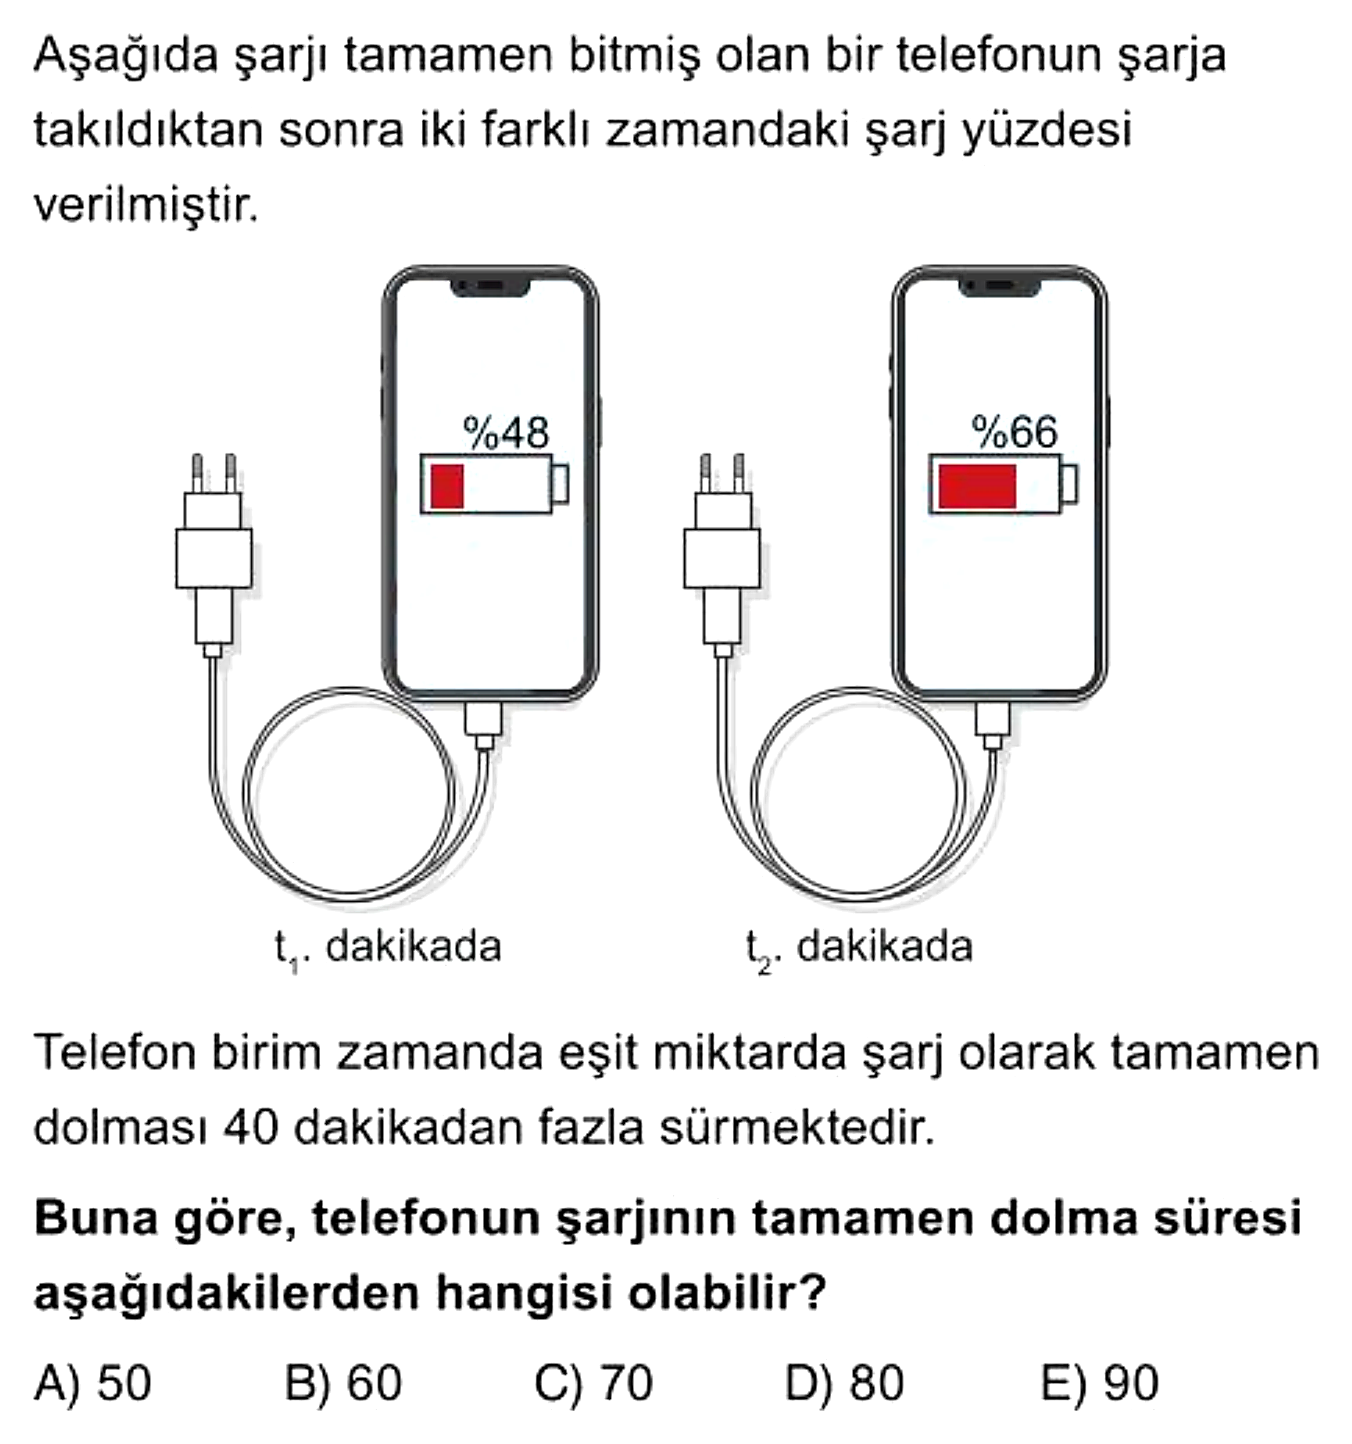 Aşağıda şarjı tamamen bitmiş olan bir telefonun şarja
takıldıktan sonra iki farklı zamandaki şarj yüzdesi
verilmiştir.
%48
%66
t₁. dakikada
t₂. dakikada
Telefon birim zamanda eşit miktarda şarj olarak tamamen
dolması 40 dakikadan fazla sürmektedir.
Buna göre, telefonun şarjının tamamen dolma süresi
aşağıdakilerden hangisi olabilir?
A) 50 B) 60 C) 70 D) 80 E) 90